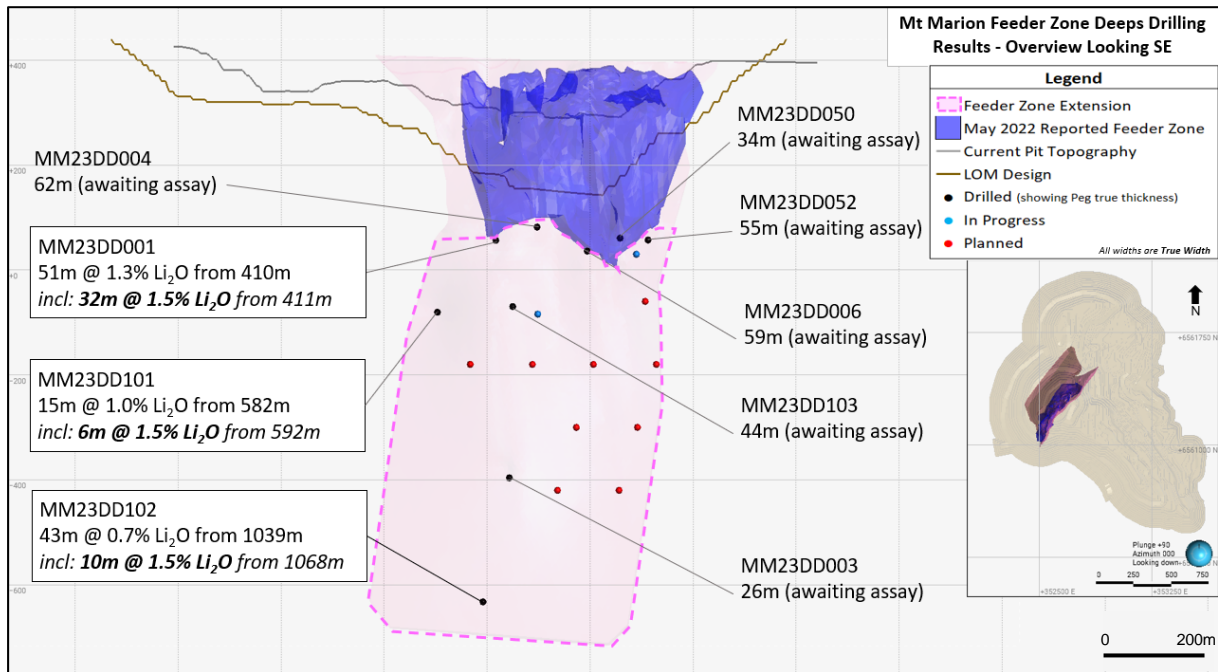 Mt Marion Feeder Zone Deeps Drilling
Results - Overview Looking SE
Legend
Feeder Zone Extension
May 2022 Reported Feeder Zone
Current Pit Topography
LOM Design
Drilled (showing Peg true thickness)
In Progress
Planned
All widths are True Width
+400
+200
+0
-200
-400
-600
MM23DD004
62m (awaiting assay)
MM23DD001
51m @ 1.3% Li₂O from 410m
incl: 32m @ 1.5% Li₂O from 411m
MM23DD101
15m @ 1.0% Li₂O from 582m
incl: 6m @ 1.5% Li₂O from 592m
MM23DD102
43m @ 0.7% Li₂O from 1039m
incl: 10m @ 1.5% Li₂O from 1068m
MM23DD050
34m (awaiting assay)
MM23DD052
55m (awaiting assay)
MM23DD006
59m (awaiting assay)
MM23DD103
44m (awaiting assay)
MM23DD003
26m (awaiting assay)
N
+6561750 N
+6561000 N
Plunge +90
Azimuth 000
Looking down
0 250 500 750
+352500 E
+353250 E
0 200m